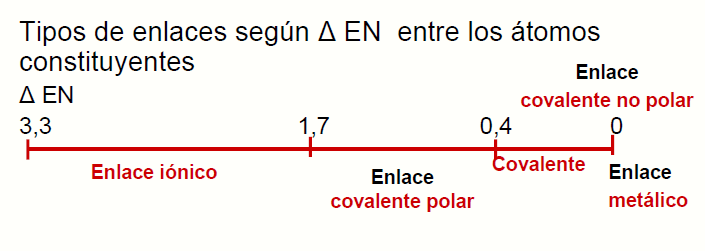 Tipos de enlaces según Δ EN entre los átomos
constituyentes
Δ EN
Enlace
covalente no polar
3,3 1,7 0,4 0
Enlace iónico
Enlace
covalente polar
Covalente
Enlace
metálico